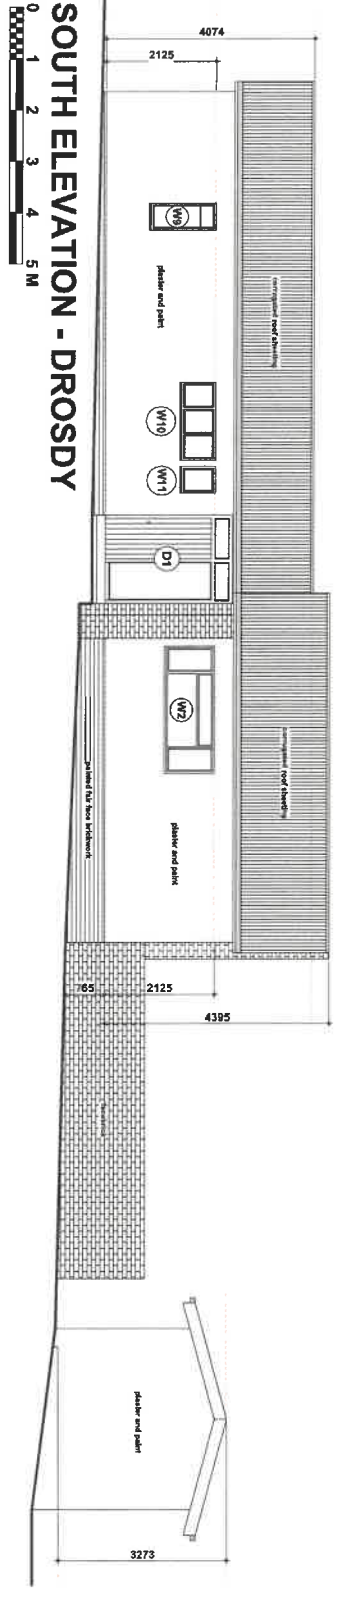 4074
2125
W9
plaster and paint
corrugated roof sheeting
W10
W11
D1
W2
corrugated roof sheeting
painted fair face brickwork
plaster and paint
765
2125
4395
plaster and paint
3273
SOUTH ELEVATION - DROSDY
0 1 2 3 4 5 M